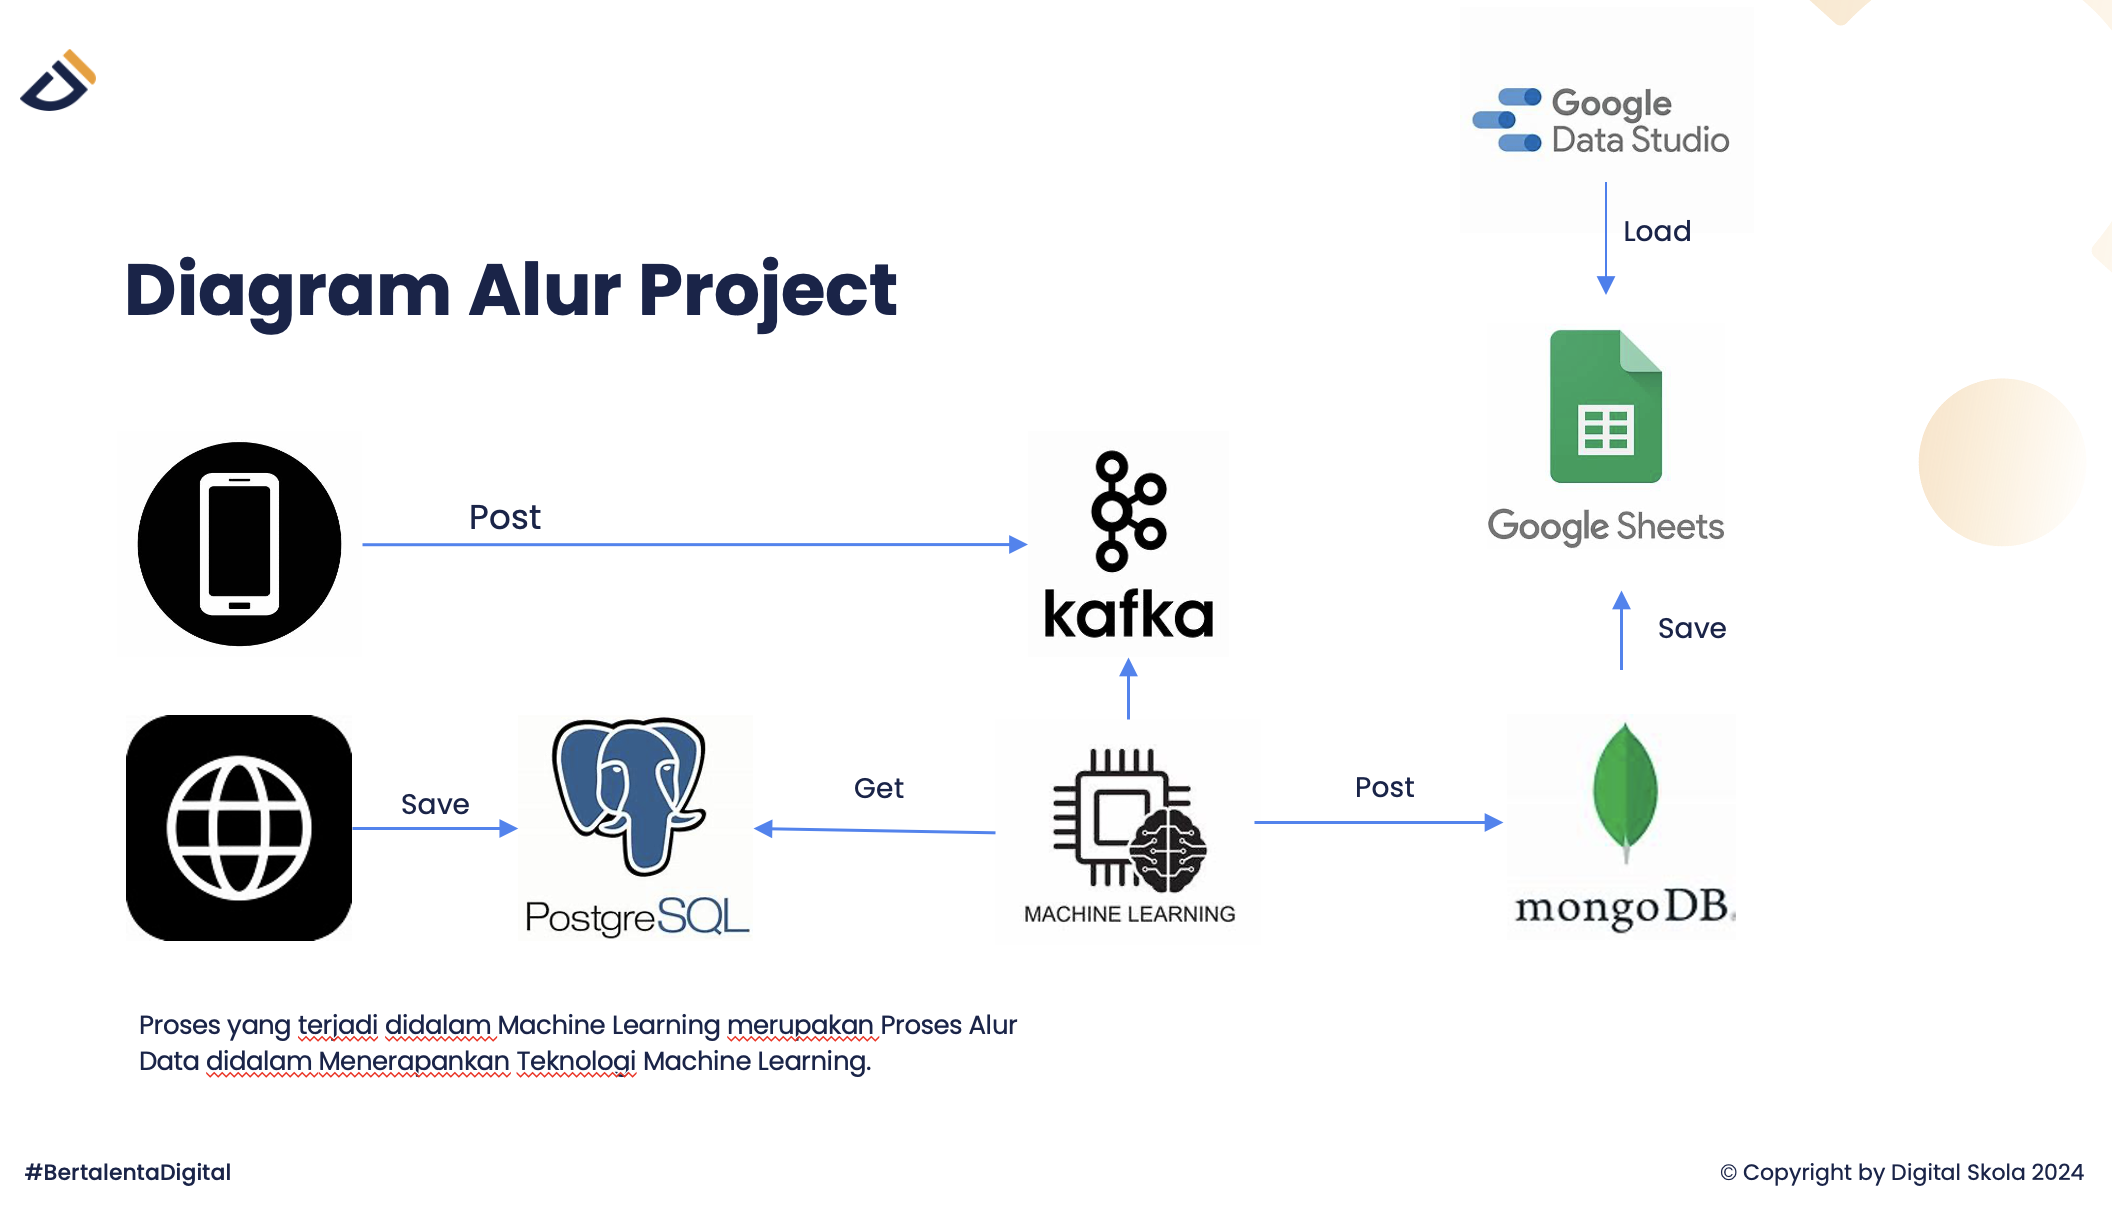 Google
Data Studio
Load
Diagram Alur Project
Google Sheets
Post
kafka
Save
Save
PostgreSQL
Get
MACHINE LEARNING
Post
mongoDB
Proses yang terjadi didalam Machine Learning merupakan Proses Alur
Data didalam Menerapankan Teknologi Machine Learning.
#BertalentaDigital
© Copyright by Digital Skola 2024